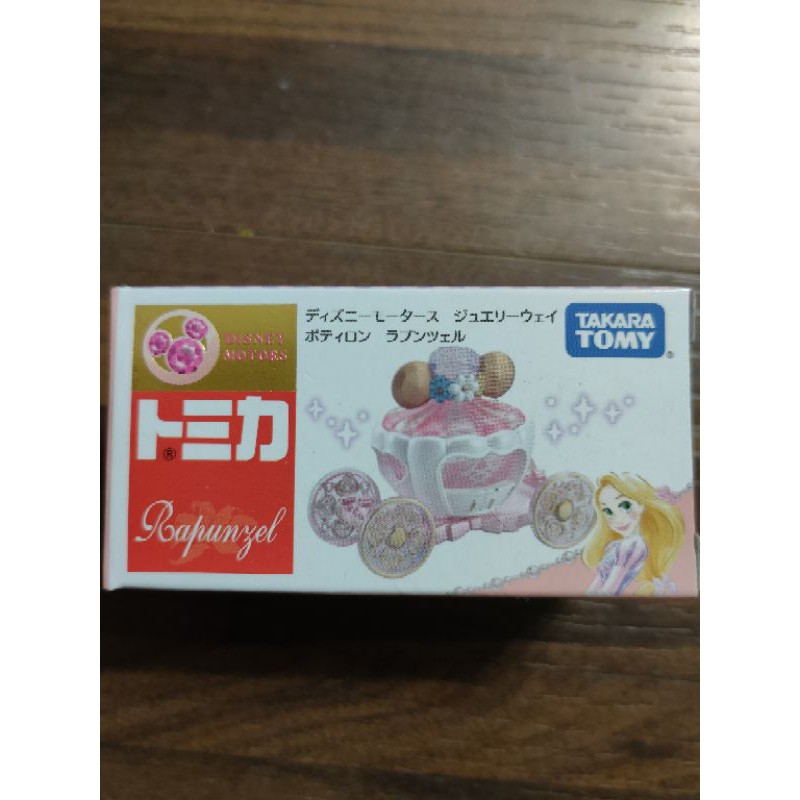 DISNEY
MOTORS
トミカ
®
Rapunzel
ディズニーモータース ジュエリーウェイ
ポティロン ラプンツェル
TAKARA
TOMY
®